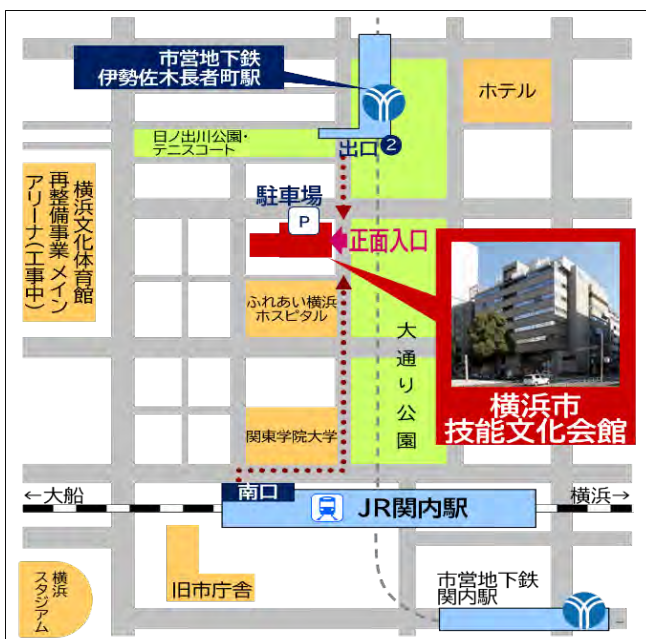 市営地下鉄
伊勢佐木長者町駅
ホテル
日ノ出川公園・
テニスコート
出口2
駐車場
P
正面入口
横浜文化体育館
再整備事業 メイン
アリーナ(工事中)
ふれあい横浜
ホスピタル
大通り公園
横浜市
技能文化会館
関東学院大学
←大船
南口
JR関内駅
横浜→
旧市庁舎
横浜
スタジアム
市営地下鉄
関内駅